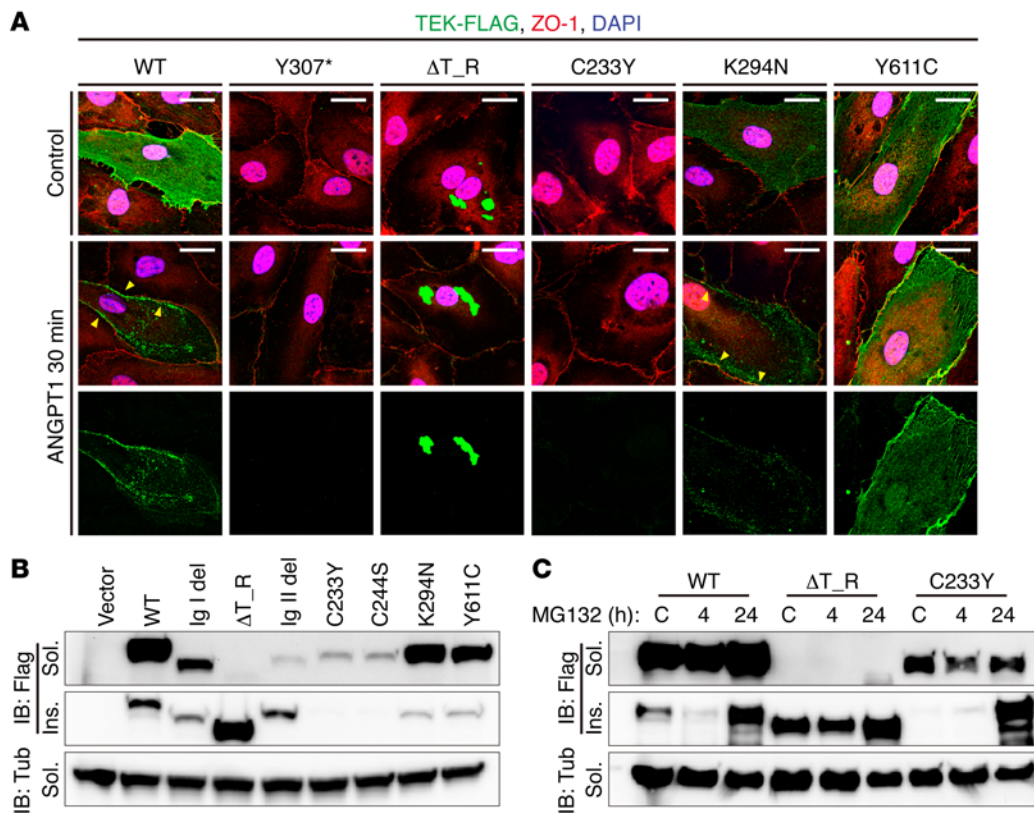 A
TEK-FLAG, ZO-1, DAPI
WT Y307* ΔT_R C233Y K294N Y611C
Control
ANGPT1 30 min
B
Vector WT Ig I del ΔT_R Ig II del C233Y C244S K294N Y611C
IB: Flag
Sol.
Ins.
IB: Tub
Sol.
C
WT ΔT_R C233Y
MG132 (h): C 4 24 C 4 24 C 4 24
IB: Flag
Sol.
Ins.
IB: Tub
Sol.